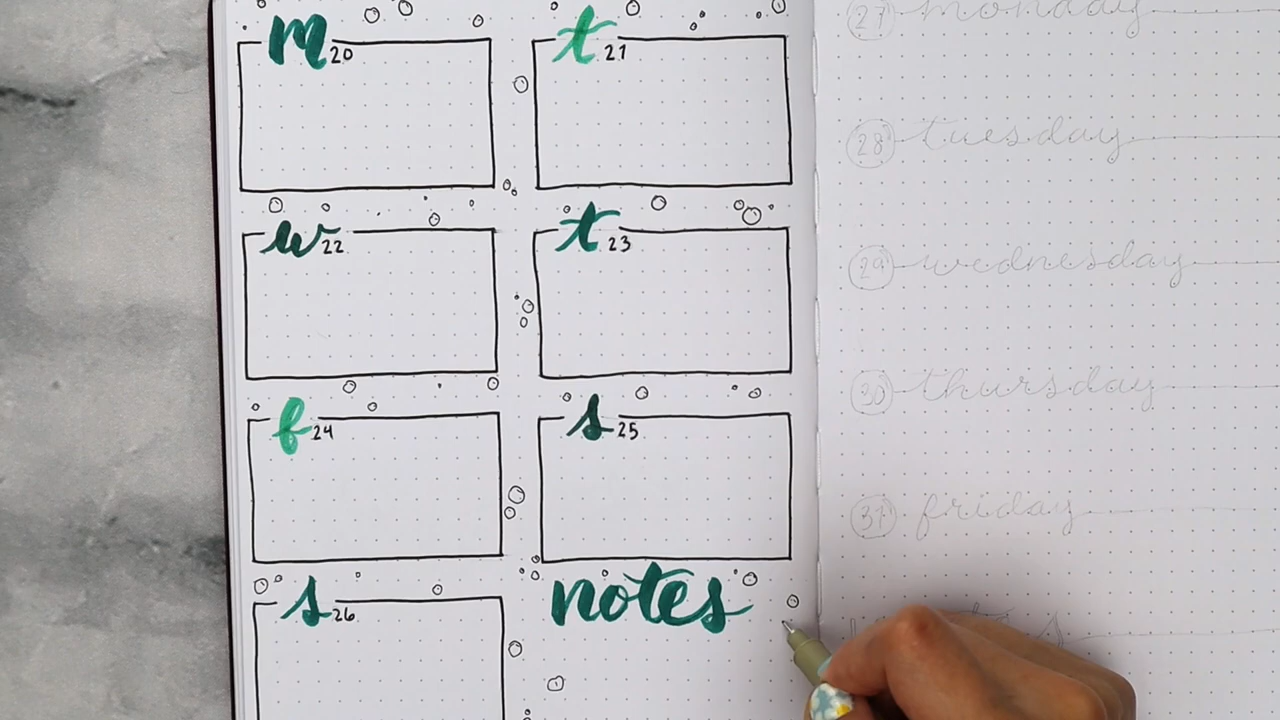 m 20
t 21
w 22
t 23
f 24
s 25
s 26
notes
27 monday
28 tuesday
29 wednesday
30 thursday
31 friday